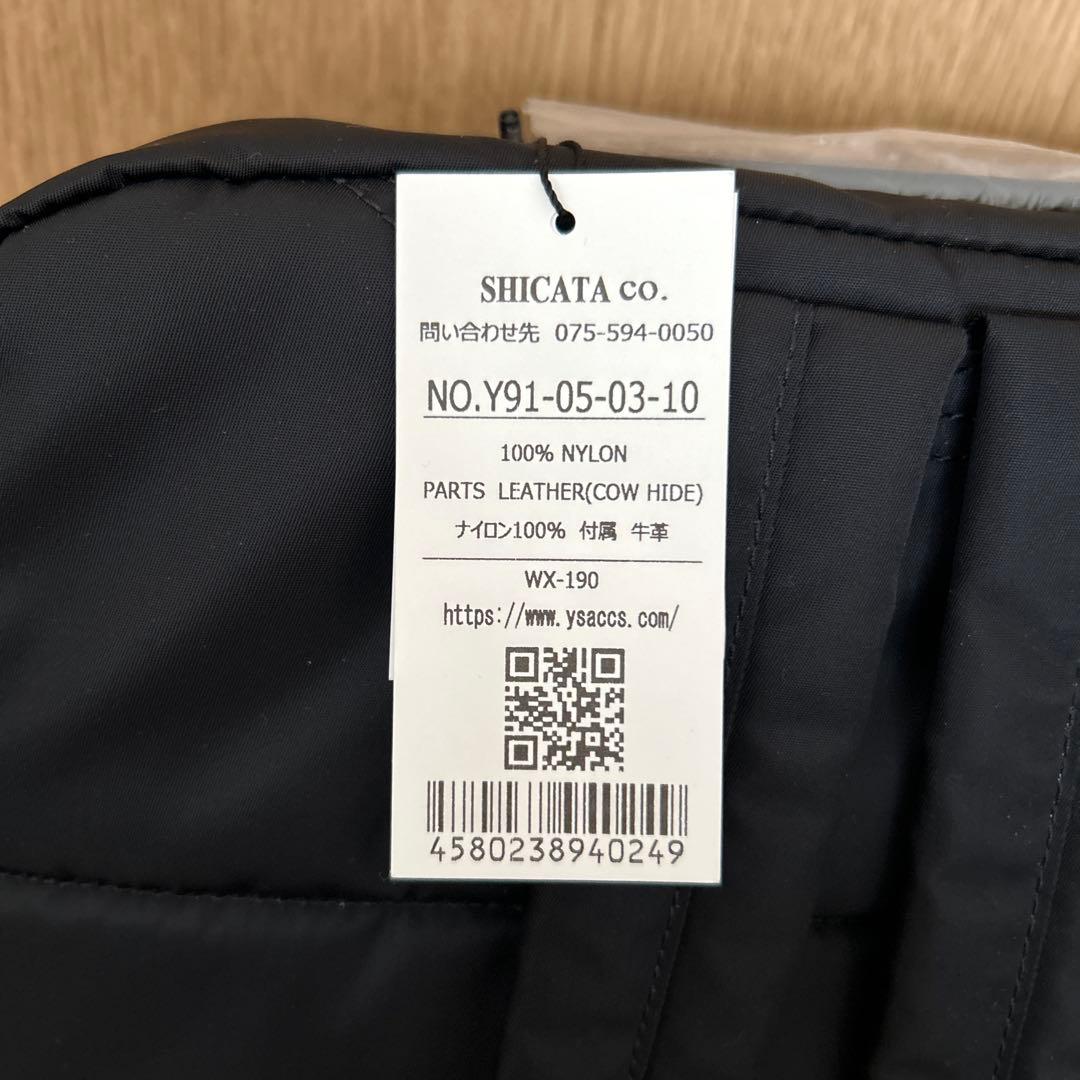 SHICATA CO.
問い合わせ先 075-594-0050
NO.Y91-05-03-10
100% NYLON
PARTS LEATHER(COW HIDE)
ナイロン100% 付属 牛革
WX-190
https://www.ysaccs.com/
4580238940249